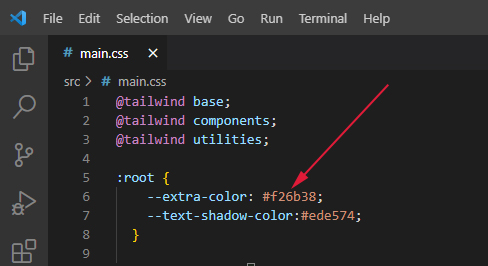 File Edit Selection View Go Run Terminal Help
# main.css ×
src > # main.css
1 @tailwind base;
2 @tailwind components;
3 @tailwind utilities;
4
5 :root {
6 --extra-color: #f26b38;
7 --text-shadow-color:#ede574;
8 }
9